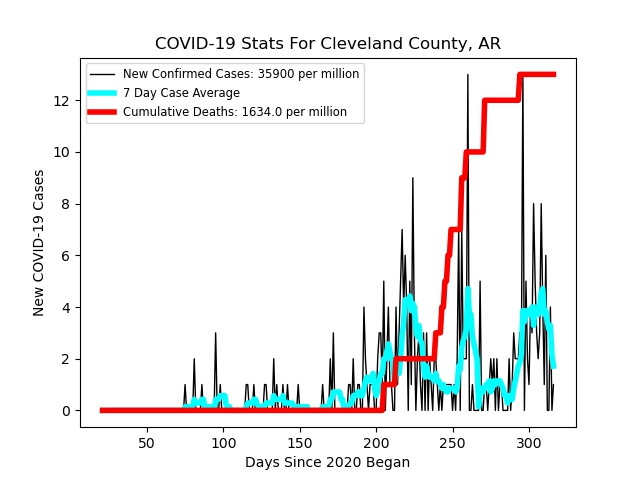 COVID-19 Stats For Cleveland County, AR
New Confirmed Cases: 35900 per million
7 Day Case Average
Cumulative Deaths: 1634.0 per million
New COVID-19 Cases
12
10
8
6
4
2
0
50 100 150 200 250 300
Days Since 2020 Began